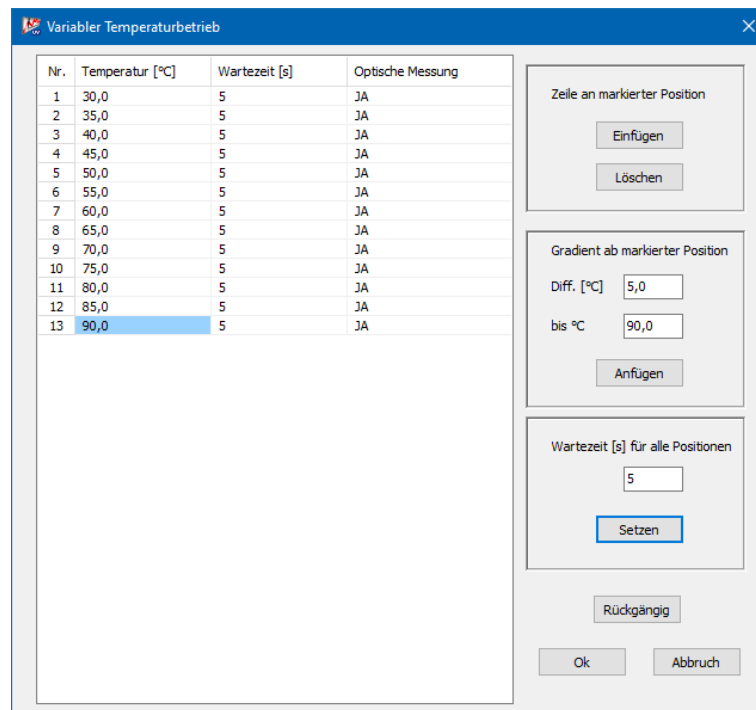 Variabler Temperaturbetrieb
Nr. Temperatur [°C] Wartezeit [s] Optische Messung
1 30,0 5 JA
2 35,0 5 JA
3 40,0 5 JA
4 45,0 5 JA
5 50,0 5 JA
6 55,0 5 JA
7 60,0 5 JA
8 65,0 5 JA
9 70,0 5 JA
10 75,0 5 JA
11 80,0 5 JA
12 85,0 5 JA
13 90,0 5 JA
Zeile an markierter Position
Einfügen
Löschen
Gradient ab markierter Position
Diff. [°C] 5,0
bis °C 90,0
Anfügen
Wartezeit [s] für alle Positionen
5
Setzen
Rückgängig
Ok Abbruch